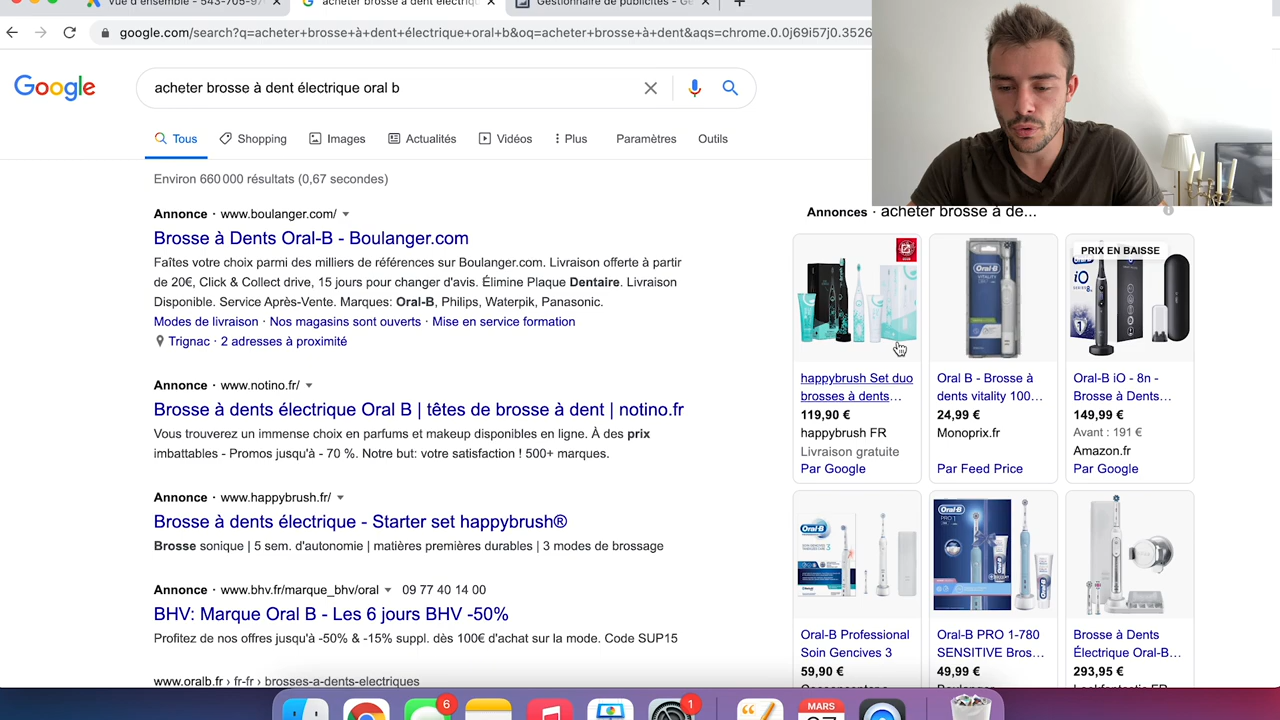 Vue d'ensemble - 543-705-97
acheter brosse à dent électriq
Gestionnaire de publicités - Ge
google.com/search?q=acheter+brosse+à+dent+électrique+oral+b&oq=acheter+brosse+à+dent&aqs=chrome.0.0j69i57j0.3526
Google
acheter brosse à dent électrique oral b
Tous
Shopping
Images
Actualités
Vidéos
Plus
Paramètres
Outils
Environ 660 000 résultats (0,67 secondes)
Annonce · www.boulanger.com/
Brosse à Dents Oral-B - Boulanger.com
Faîtes votre choix parmi des milliers de références sur Boulanger.com. Livraison offerte à partir
de 20€, Click & Collect drive, 15 jours pour changer d'avis. Élimine Plaque Dentaire. Livraison
Disponible. Service Après-Vente. Marques: Oral-B, Philips, Waterpik, Panasonic.
Modes de livraison · Nos magasins sont ouverts · Mise en service formation
Trignac · 2 adresses à proximité
Annonce · www.notino.fr/
Brosse à dents électrique Oral B | têtes de brosse à dent | notino.fr
Vous trouverez un immense choix en parfums et makeup disponibles en ligne. À des prix
imbattables - Promos jusqu'à - 70 %. Notre but: votre satisfaction ! 500+ marques.
Annonce · www.happybrush.fr/
Brosse à dents électrique - Starter set happybrush®
Brosse sonique | 5 sem. d'autonomie | matières premières durables | 3 modes de brossage
Annonce · www.bhv.fr/marque_bhv/oral 09 77 40 14 00
BHV: Marque Oral B - Les 6 jours BHV -50%
Profitez de nos offres jusqu'à -50% & -15% suppl. dès 100€ d'achat sur la mode. Code SUP15
www.oralb.fr › fr-fr › brosses-a-dents-electriques
Annonces · acheter brosse à de...
happybrush Set duo
brosses à dents…
119,90 €
happybrush FR
Livraison gratuite
Par Google
Oral-B
VITALITY
Oral B - Brosse à
dents vitality 100…
24,99 €
Monoprix.fr
Par Feed Price
PRIX EN BAISSE
Oral-B
iO
Oral-B iO - 8n -
Brosse à Dents…
149,99 €
Avant : 191 €
Amazon.fr
Par Google
Oral-B
Oral-B Professional
Soin Gencives 3
59,90 €
Oral-B
PRO 1
Oral-B PRO 1-780
SENSITIVE Bros…
49,99 €
Brosse à Dents
Électrique Oral-B…
293,95 €
Lookfantastic FR
6
1
MARS